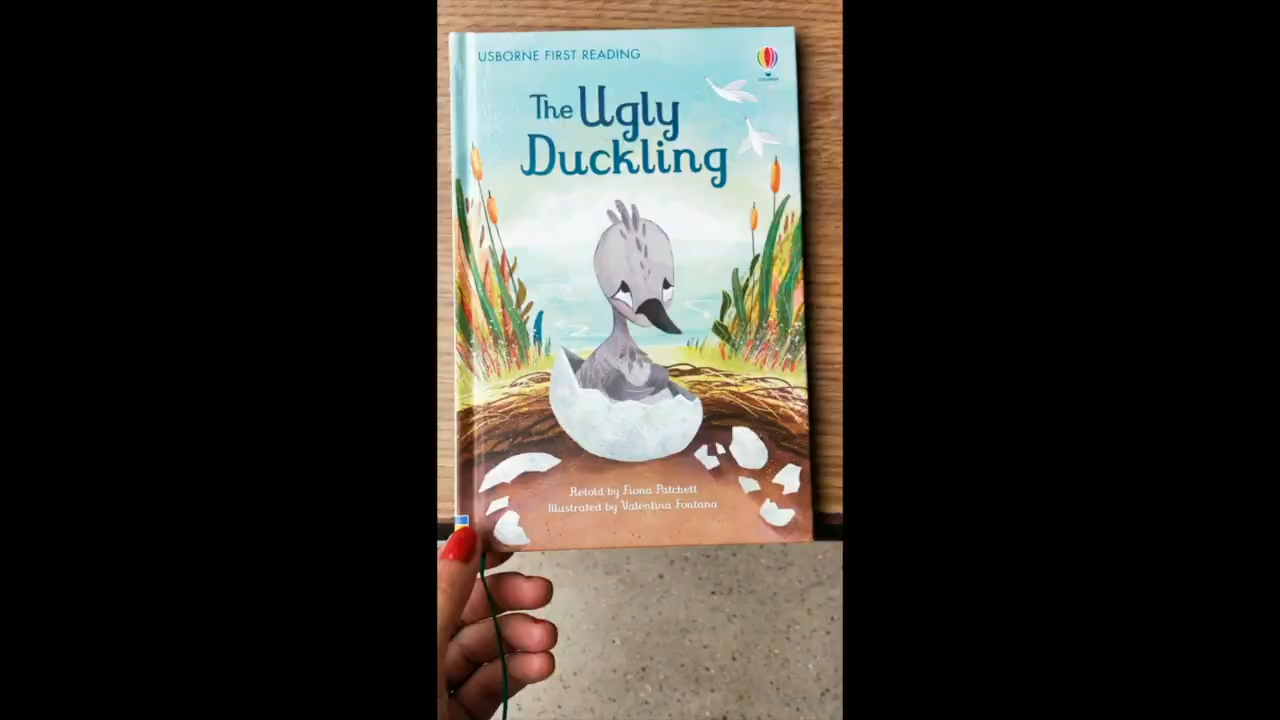 USBORNE FIRST READING
The Ugly
Duckling
Retold by Fiona Patchett
Illustrated by Valentina Fontana